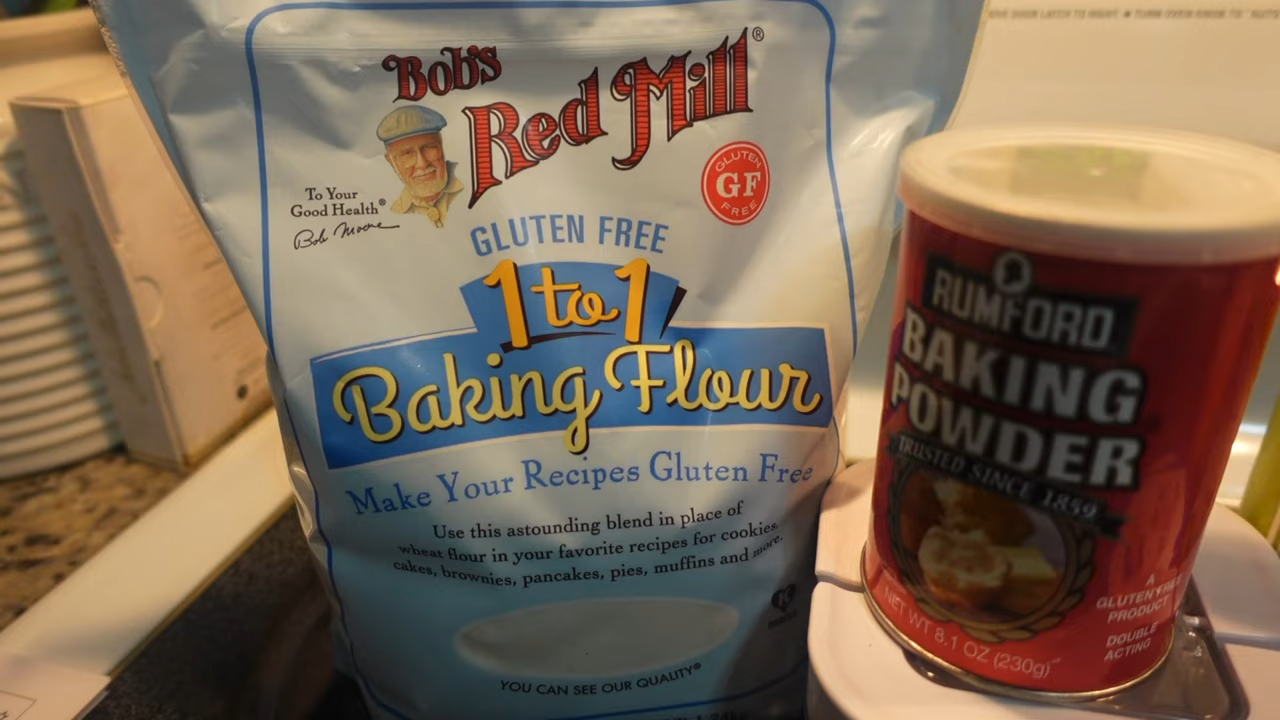 Bob's
Red Mill®
To Your
Good Health®
Bob Moore
GLUTEN
GF
FREE
GLUTEN FREE
1 to 1
Baking Flour
Make Your Recipes Gluten Free
Use this astounding blend in place of
wheat flour in your favorite recipes for cookies,
cakes, brownies, pancakes, pies, muffins and more.
K
YOU CAN SEE OUR QUALITY®
RUMFORD
BAKING
POWDER
TRUSTED SINCE 1859
A
GLUTEN FREE
PRODUCT
DOUBLE
ACTING
NET WT 8.1 OZ (230g)